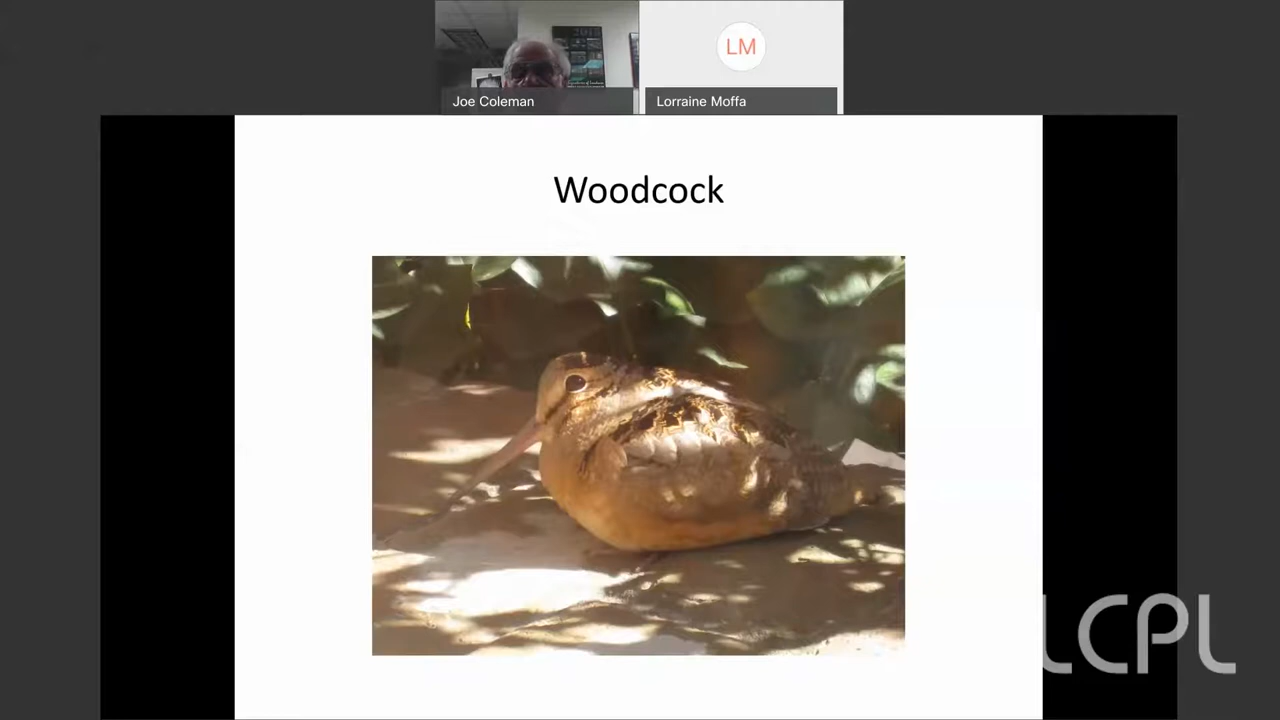 LM
Joe Coleman
Lorraine Moffa
Woodcock
LCPL